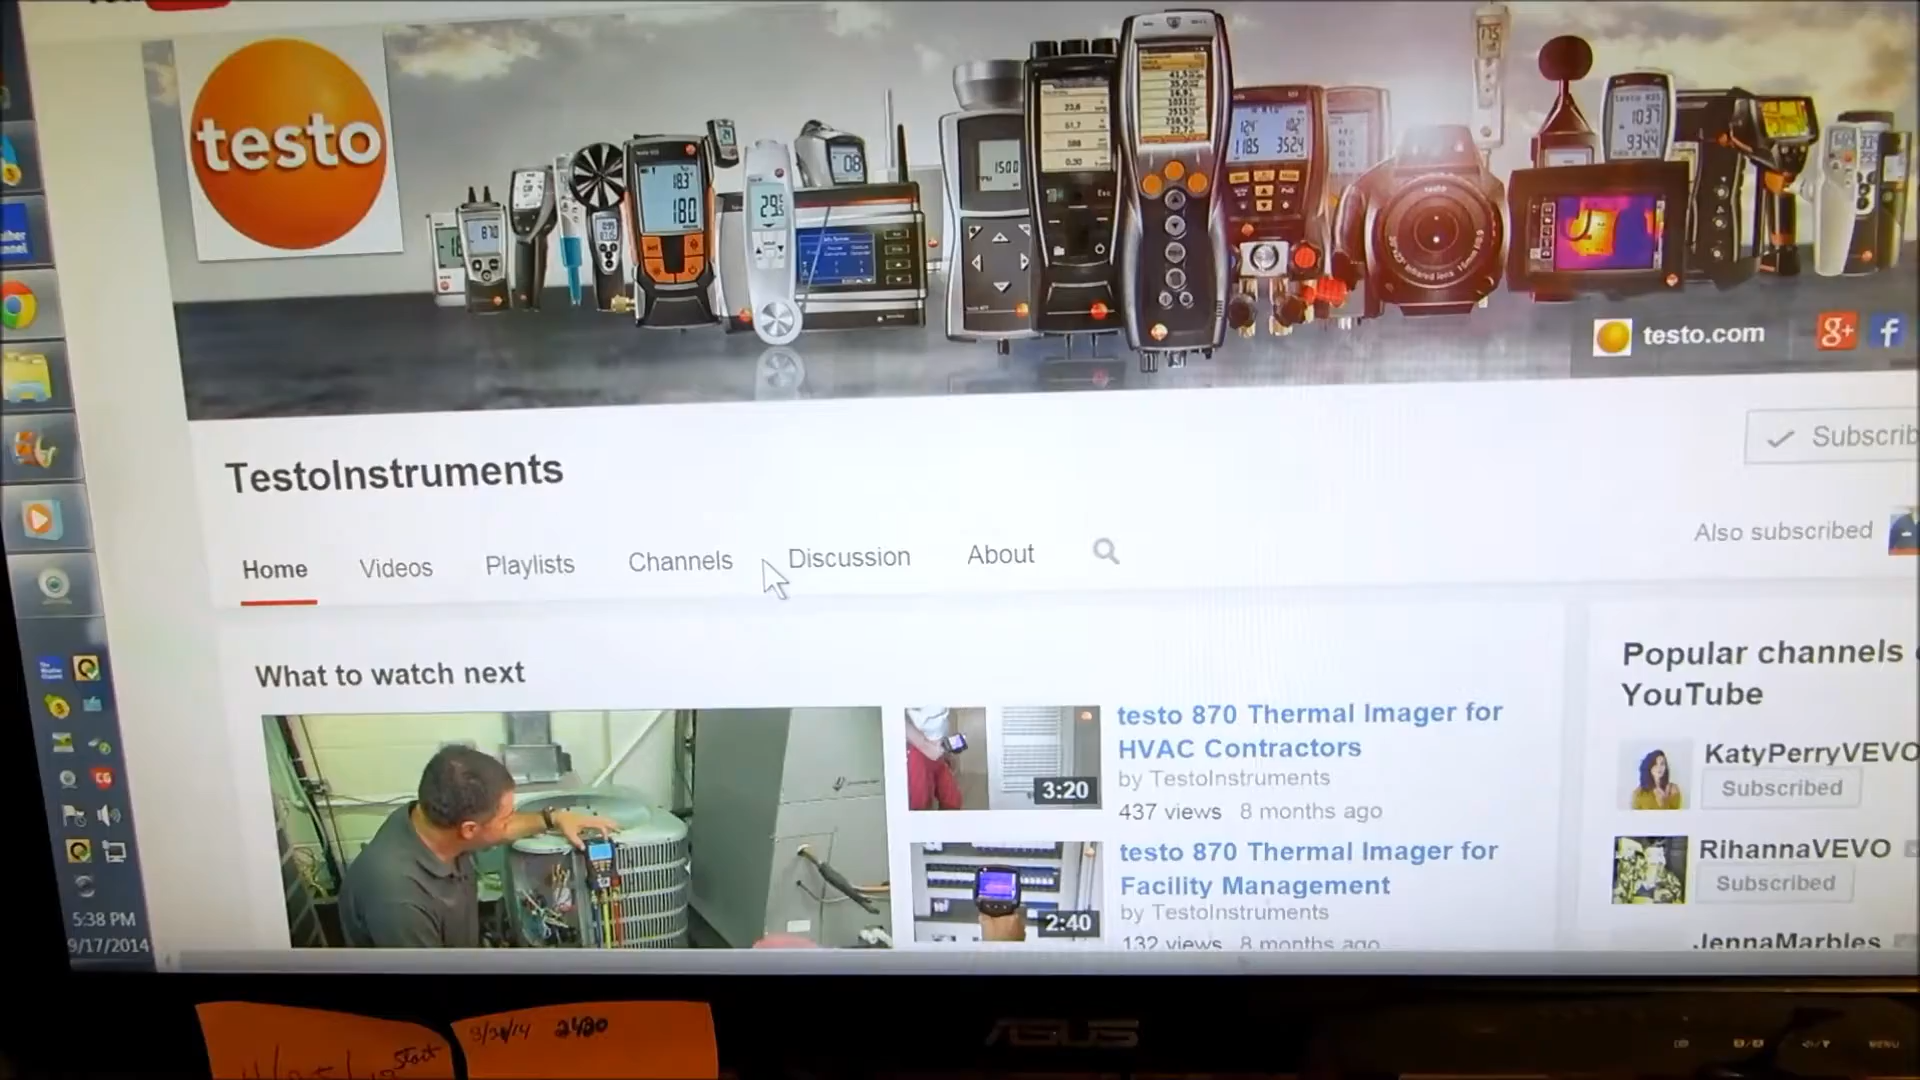 testo
testo.com
g+ f
TestoInstruments
Subscrib
Also subscribed
Home Videos Playlists Channels Discussion About
What to watch next
testo 870 Thermal Imager for
HVAC Contractors
by TestoInstruments
437 views 8 months ago
3:20
testo 870 Thermal Imager for
Facility Management
by TestoInstruments
132 views 8 months ago
2:40
Popular channels
YouTube
KatyPerryVEVO
Subscribed
RihannaVEVO
Subscribed
JennaMarbles
5:38 PM
9/17/2014
ASUS
MENU
2480
Start